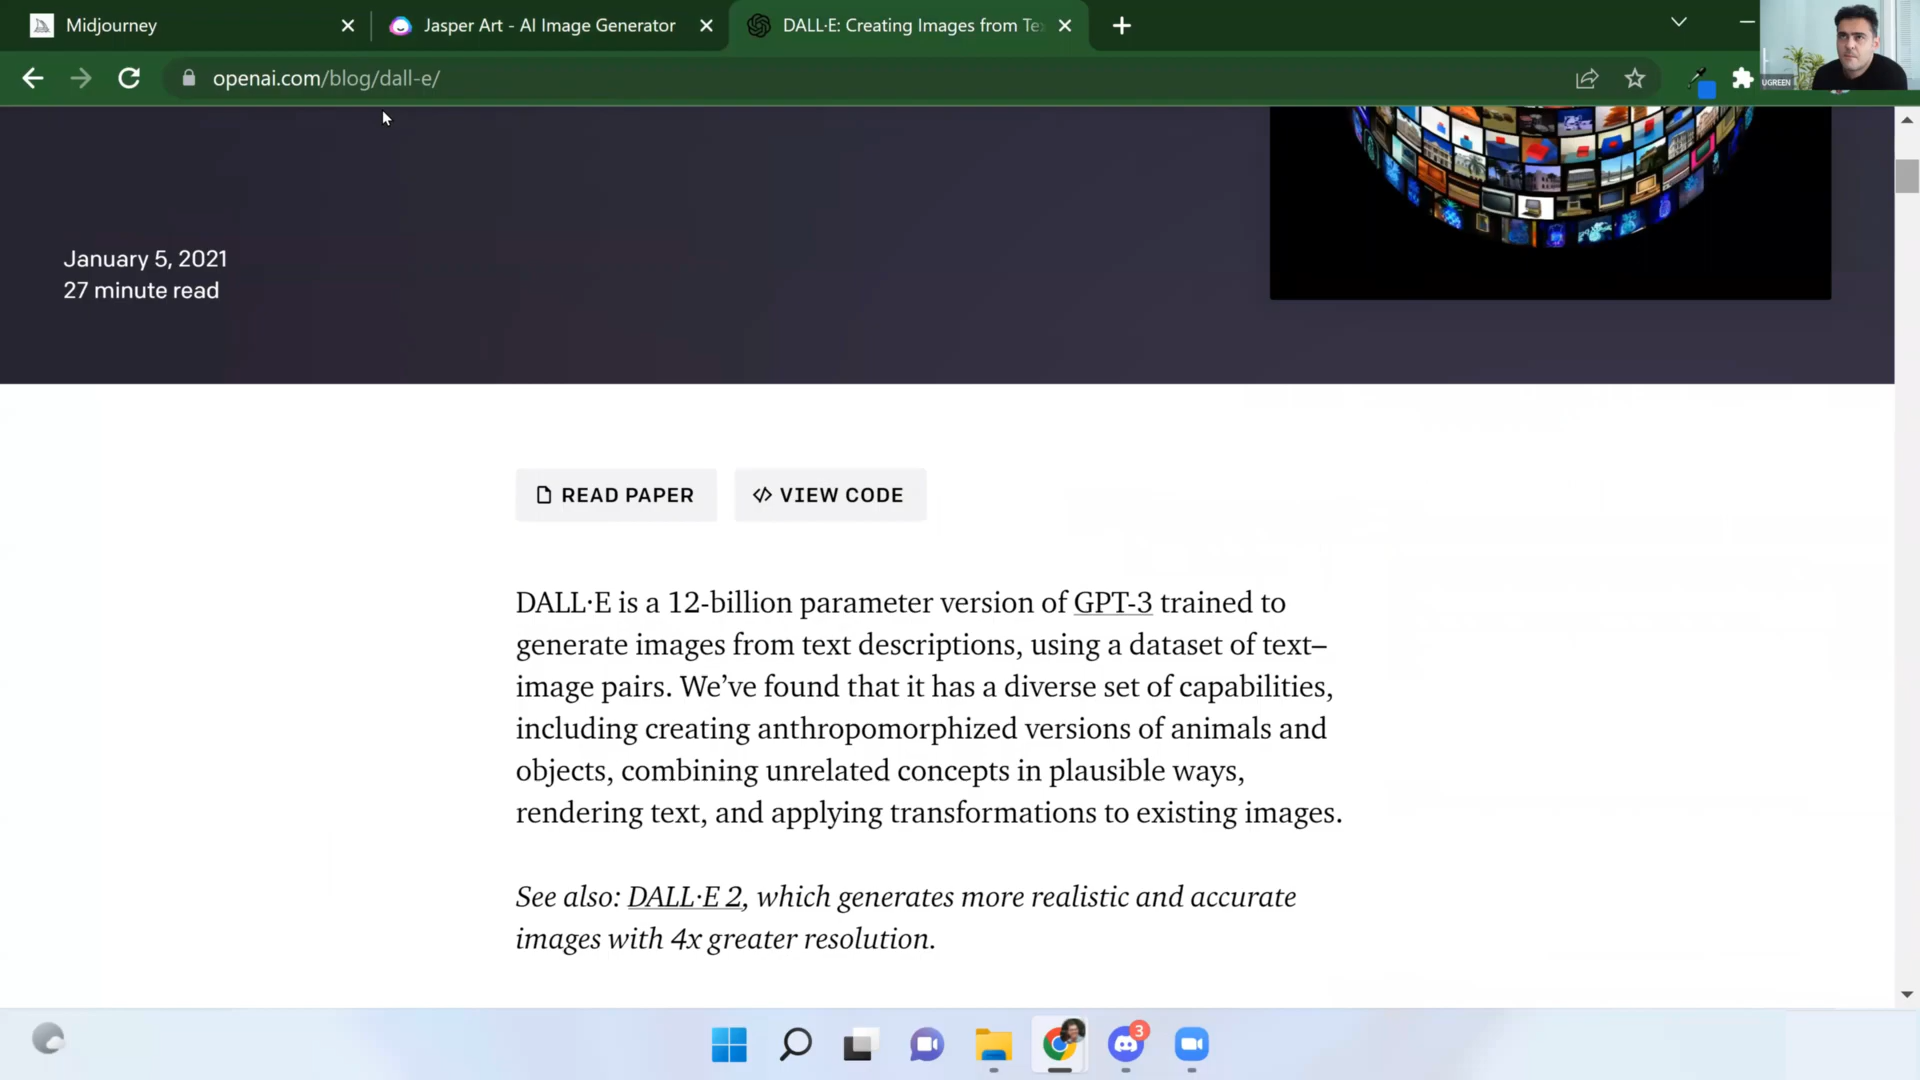 Midjourney
Jasper Art - AI Image Generator
DALL·E: Creating Images from Te
openai.com/blog/dall-e/
UGREEN
January 5, 2021
27 minute read
READ PAPER
VIEW CODE
DALL·E is a 12-billion parameter version of GPT-3 trained to
generate images from text descriptions, using a dataset of text–
image pairs. We’ve found that it has a diverse set of capabilities,
including creating anthropomorphized versions of animals and
objects, combining unrelated concepts in plausible ways,
rendering text, and applying transformations to existing images.
See also: DALL·E 2, which generates more realistic and accurate
images with 4x greater resolution.
3